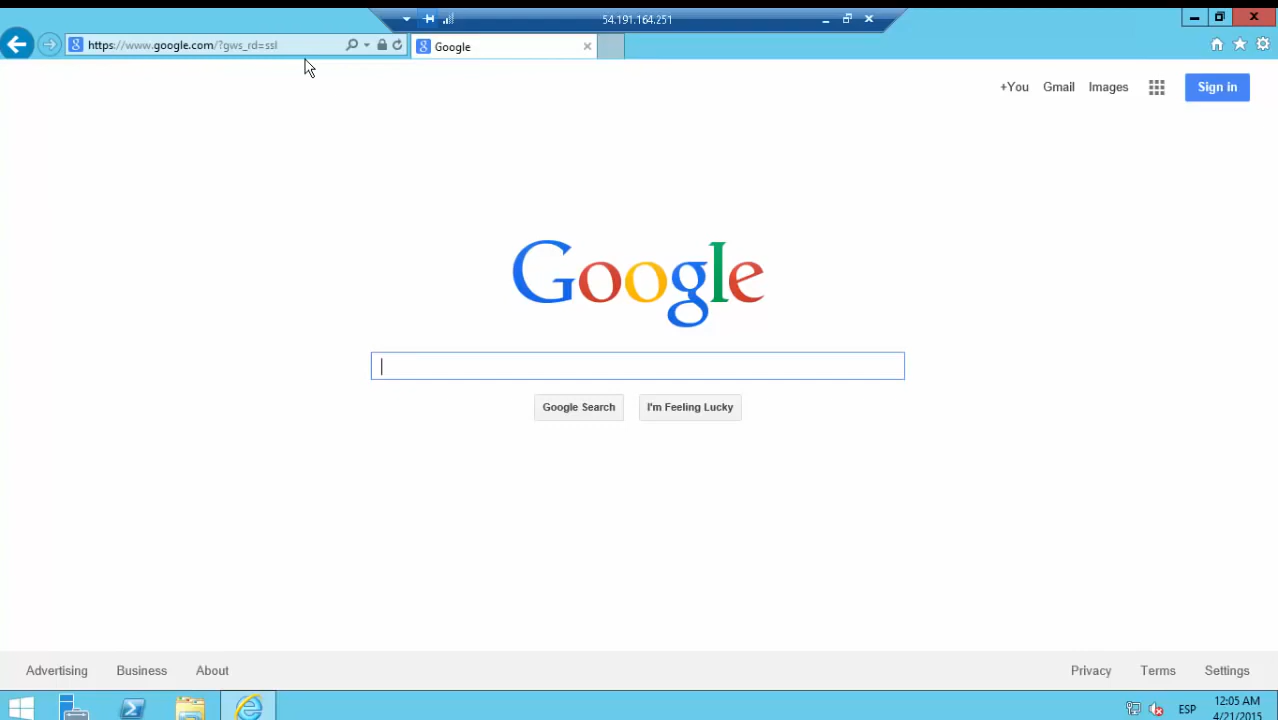 54.191.164.251
https://www.google.com/?gws_rd=ssl
Google
+You Gmail Images Sign in
Google
Google Search I'm Feeling Lucky
Advertising Business About Privacy Terms Settings
ESP
12:05 AM
4/21/2015